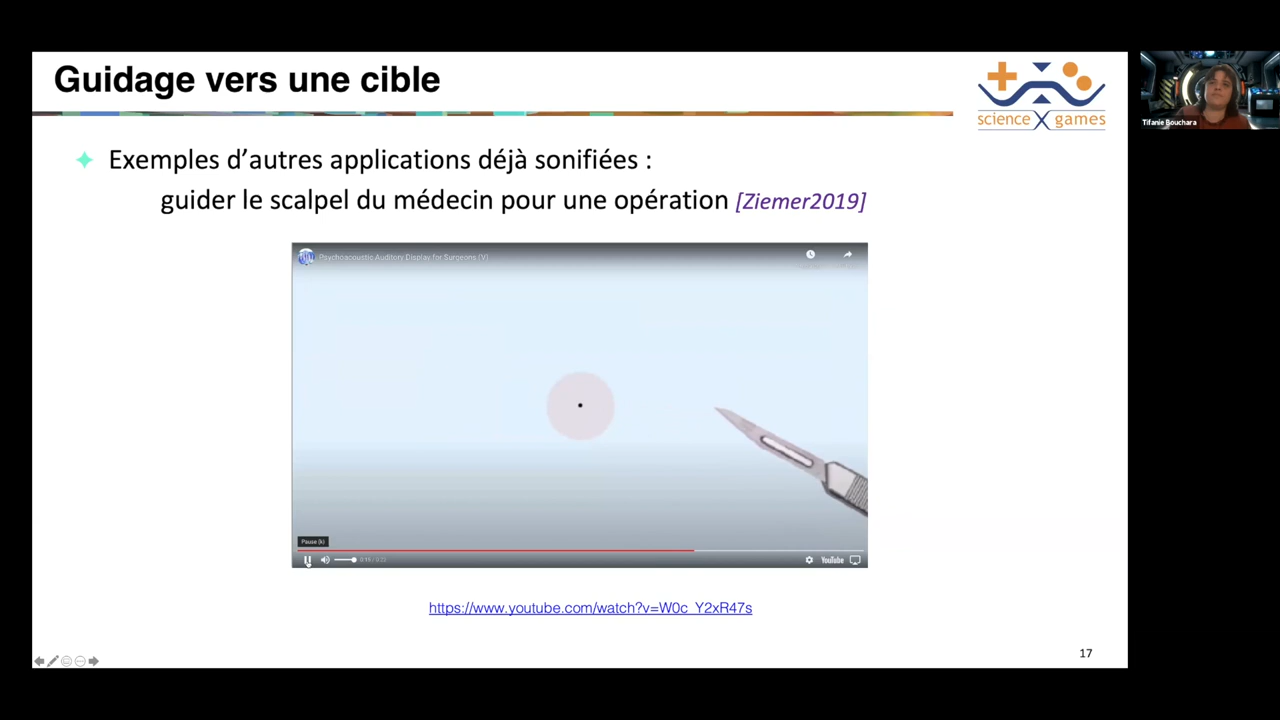 Guidage vers une cible
science X games
Tifanie Bouchara
Exemples d’autres applications déjà sonifiées :
guider le scalpel du médecin pour une opération [Ziemer2019]
Psychoacoustic Auditory Display for Surgeons (V)
Pause (k)
YouTube
https://www.youtube.com/watch?v=W0c_Y2xR47s
17